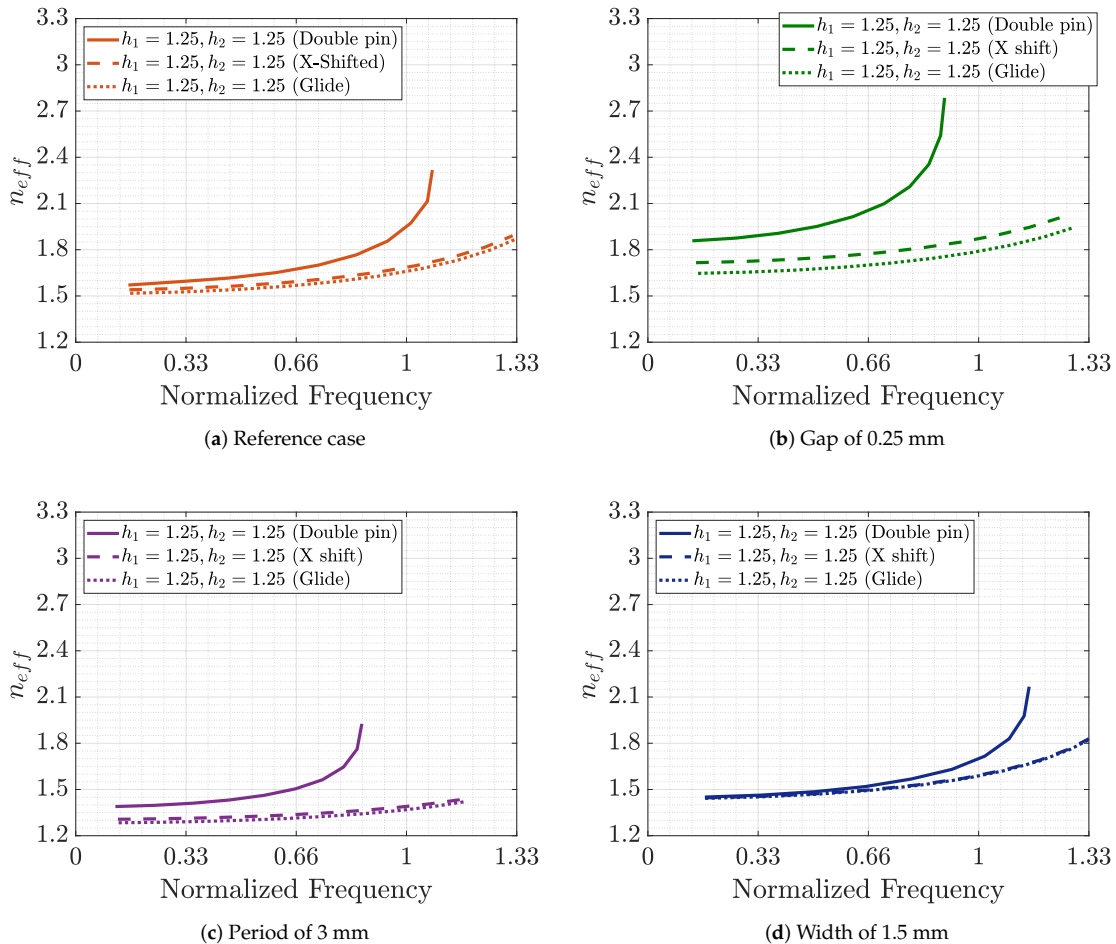 3.3
3
2.7
2.4
2.1
1.8
1.5
1.2
n_{eff}
h_1 = 1.25, h_2 = 1.25 (Double pin)
h_1 = 1.25, h_2 = 1.25 (X-Shifted)
h_1 = 1.25, h_2 = 1.25 (Glide)
0 0.33 0.66 1 1.33
Normalized Frequency
(a) Reference case
3.3
3
2.7
2.4
2.1
1.8
1.5
1.2
n_{eff}
h_1 = 1.25, h_2 = 1.25 (Double pin)
h_1 = 1.25, h_2 = 1.25 (X shift)
h_1 = 1.25, h_2 = 1.25 (Glide)
0 0.33 0.66 1 1.33
Normalized Frequency
(b) Gap of 0.25 mm
3.3
3
2.7
2.4
2.1
1.8
1.5
1.2
n_{eff}
h_1 = 1.25, h_2 = 1.25 (Double pin)
h_1 = 1.25, h_2 = 1.25 (X shift)
h_1 = 1.25, h_2 = 1.25 (Glide)
0 0.33 0.66 1 1.33
Normalized Frequency
(c) Period of 3 mm
3.3
3
2.7
2.4
2.1
1.8
1.5
1.2
n_{eff}
h_1 = 1.25, h_2 = 1.25 (Double pin)
h_1 = 1.25, h_2 = 1.25 (X shift)
h_1 = 1.25, h_2 = 1.25 (Glide)
0 0.33 0.66 1 1.33
Normalized Frequency
(d) Width of 1.5 mm